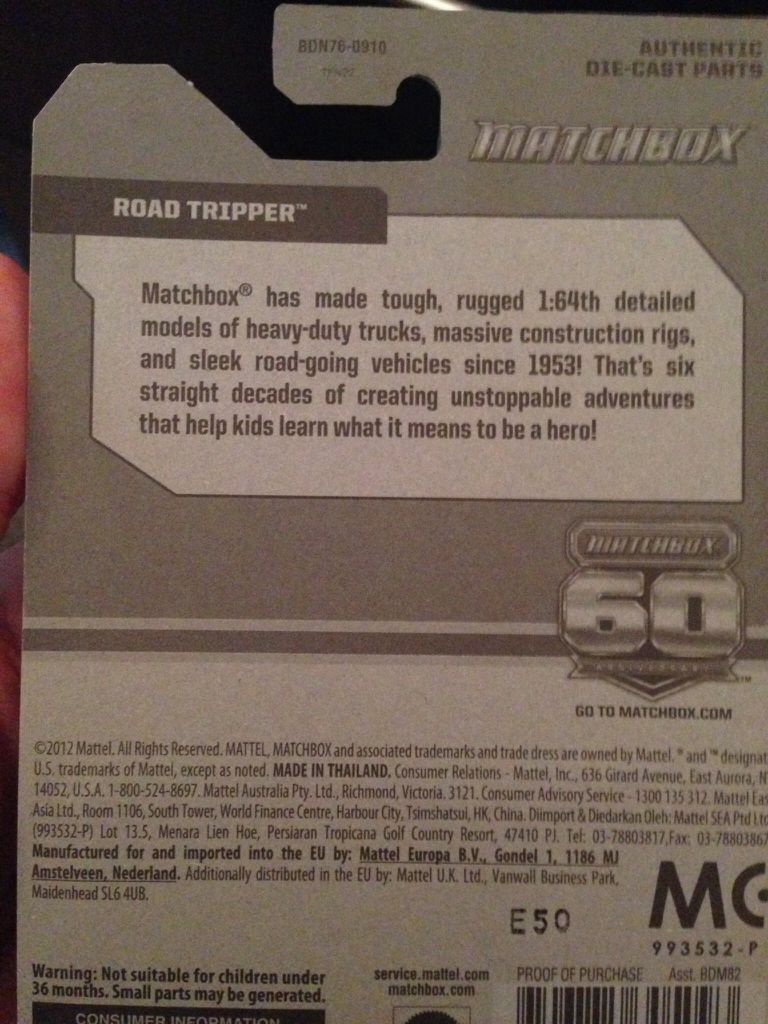 BDN76-0910
AUTHENTIC
DIE-CAST PARTS
MATCHBOX
ROAD TRIPPER™
Matchbox® has made tough, rugged 1:64th detailed
models of heavy-duty trucks, massive construction rigs,
and sleek road-going vehicles since 1953! That's six
straight decades of creating unstoppable adventures
that help kids learn what it means to be a hero!
MATCHBOX
60
ANNIVERSARY
™
GO TO MATCHBOX.COM
©2012 Mattel. All Rights Reserved. MATTEL, MATCHBOX and associated trademarks and trade dress are owned by Mattel. ® and ™ designat
U.S. trademarks of Mattel, except as noted. MADE IN THAILAND. Consumer Relations - Mattel, Inc., 636 Girard Avenue, East Aurora, N
14052, U.S.A. 1-800-524-8697. Mattel Australia Pty. Ltd., Richmond, Victoria. 3121. Consumer Advisory Service - 1300 135 312. Mattel Eas
Asia Ltd., Room 1106, South Tower, World Finance Centre, Harbour City, Tsimshatsui, HK, China. Diimport & Diedarkan Oleh: Mattel SEA Ptd Ltd
(993532-P) Lot 13.5, Menara Lien Hoe, Persiaran Tropicana Golf Country Resort, 47410 PJ. Tel: 03-78803817,Fax: 03-78803867
Manufactured for and imported into the EU by: Mattel Europa B.V., Gondel 1, 1186 MJ
Amstelveen, Nederland. Additionally distributed in the EU by: Mattel U.K. Ltd., Vanwall Business Park,
Maidenhead SL6 4UB.
E50
MC
993532-P
Warning: Not suitable for children under
36 months. Small parts may be generated.
service.mattel.com
matchbox.com
PROOF OF PURCHASE Asst. BDM82
CONSUMER INFORMATION